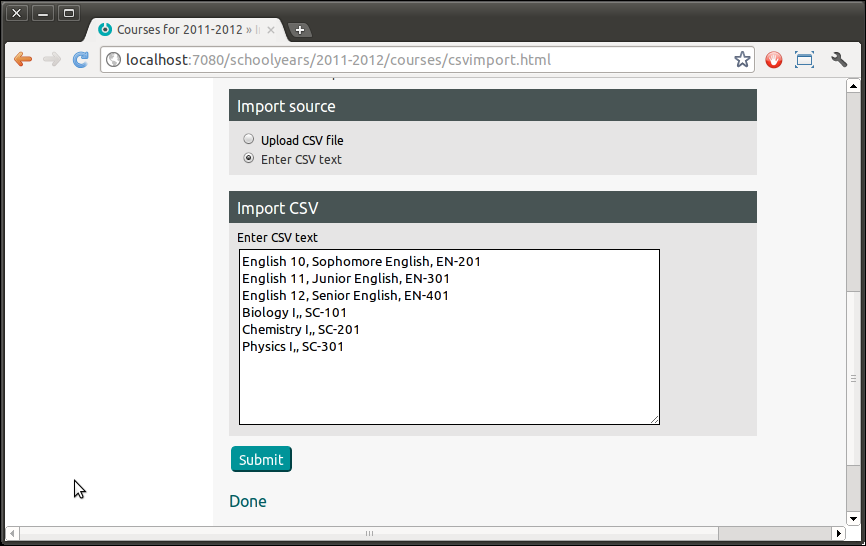 Courses for 2011-2012 »
localhost:7080/schoolyears/2011-2012/courses/csvimport.html
Import source
Upload CSV file
Enter CSV text
Import CSV
Enter CSV text
English 10, Sophomore English, EN-201
English 11, Junior English, EN-301
English 12, Senior English, EN-401
Biology I,, SC-101
Chemistry I,, SC-201
Physics I,, SC-301
Submit
Done